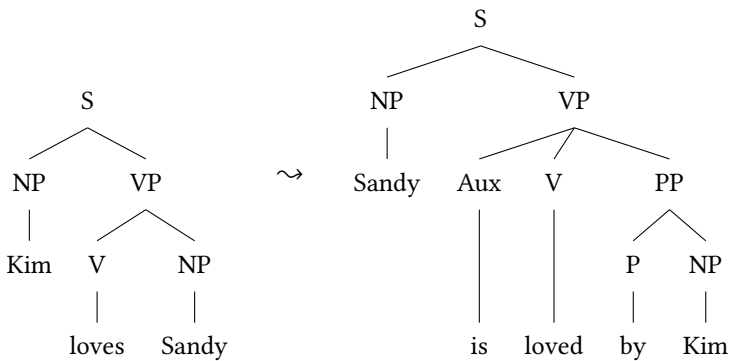 S
S
NP VP
NP VP ⤳ Sandy Aux V PP
Kim V NP P NP
loves Sandy is loved by Kim